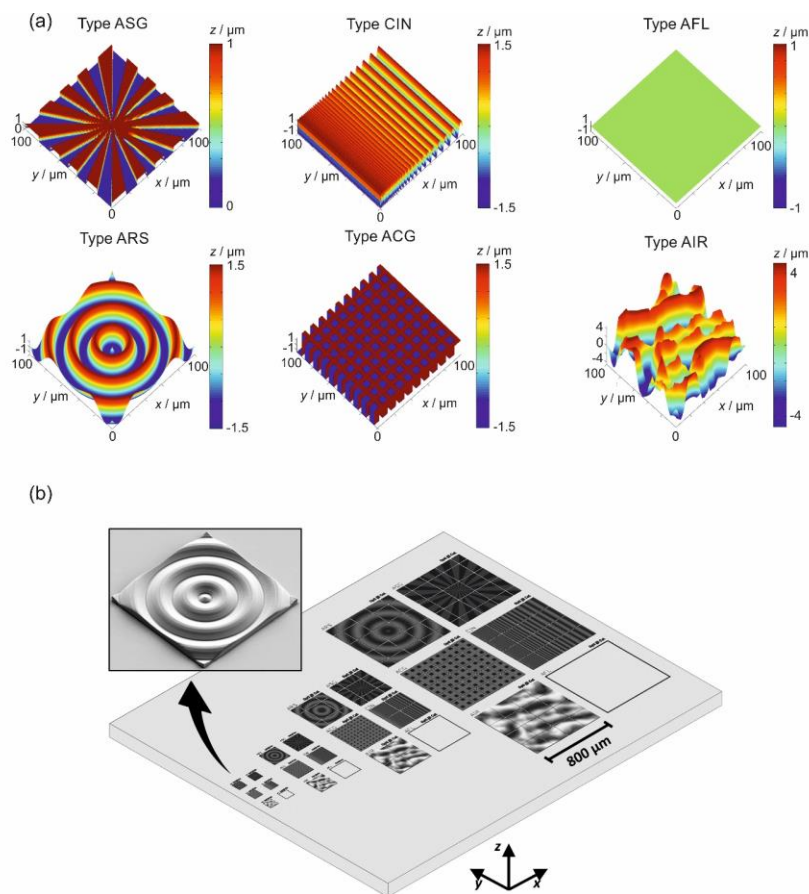 (a)
Type ASG
z / µm
1
0
1
0
100
100
y / µm
x / µm
0
Type CIN
z / µm
1.5
-1.5
1
-1
100
100
y / µm
x / µm
0
Type AFL
z / µm
1
-1
1
-1
100
100
y / µm
x / µm
0
Type ARS
z / µm
1.5
-1.5
1
-1
100
100
y / µm
x / µm
0
Type ACG
z / µm
1.5
-1.5
1
-1
100
100
y / µm
x / µm
0
Type AIR
z / µm
4
-4
4
0
-4
100
100
y / µm
x / µm
0
(b)
800 µm
z
y
x